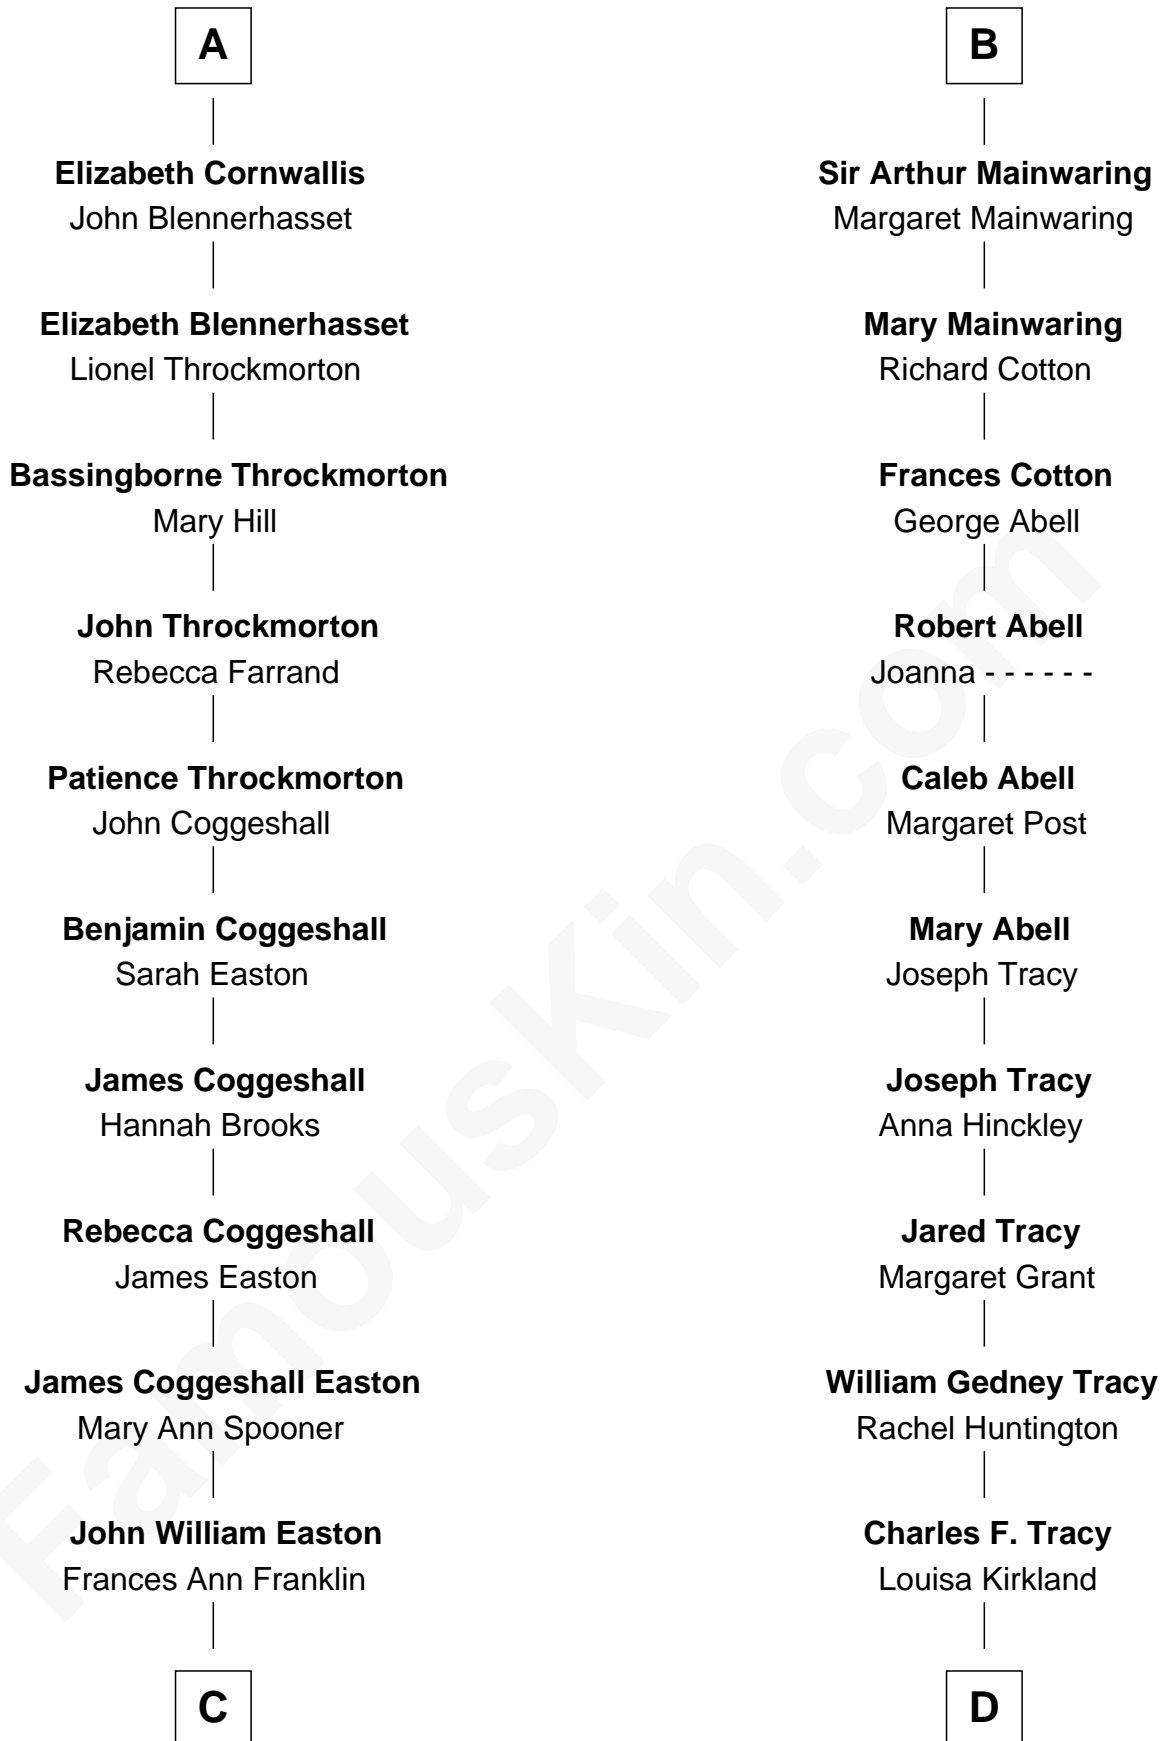 A
Elizabeth Cornwallis
John Blennerhasset
Elizabeth Blennerhasset
Lionel Throckmorton
Bassingborne Throckmorton
Mary Hill
John Throckmorton
Rebecca Farrand
Patience Throckmorton
John Coggeshall
Benjamin Coggeshall
Sarah Easton
James Coggeshall
Hannah Brooks
Rebecca Coggeshall
James Easton
James Coggeshall Easton
Mary Ann Spooner
John William Easton
Frances Ann Franklin
C
B
Sir Arthur Mainwaring
Margaret Mainwaring
Mary Mainwaring
Richard Cotton
Frances Cotton
George Abell
Robert Abell
Joanna - - - - - -
Caleb Abell
Margaret Post
Mary Abell
Joseph Tracy
Joseph Tracy
Anna Hinckley
Jared Tracy
Margaret Grant
William Gedney Tracy
Rachel Huntington
Charles F. Tracy
Louisa Kirkland
D
FamousKin.com